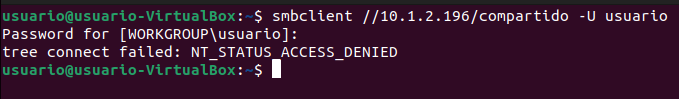 usuario@usuario-VirtualBox:~$ smbclient //10.1.2.196/compartido -U usuario
Password for [WORKGROUP\usuario]:
tree connect failed: NT_STATUS_ACCESS_DENIED
usuario@usuario-VirtualBox:~$